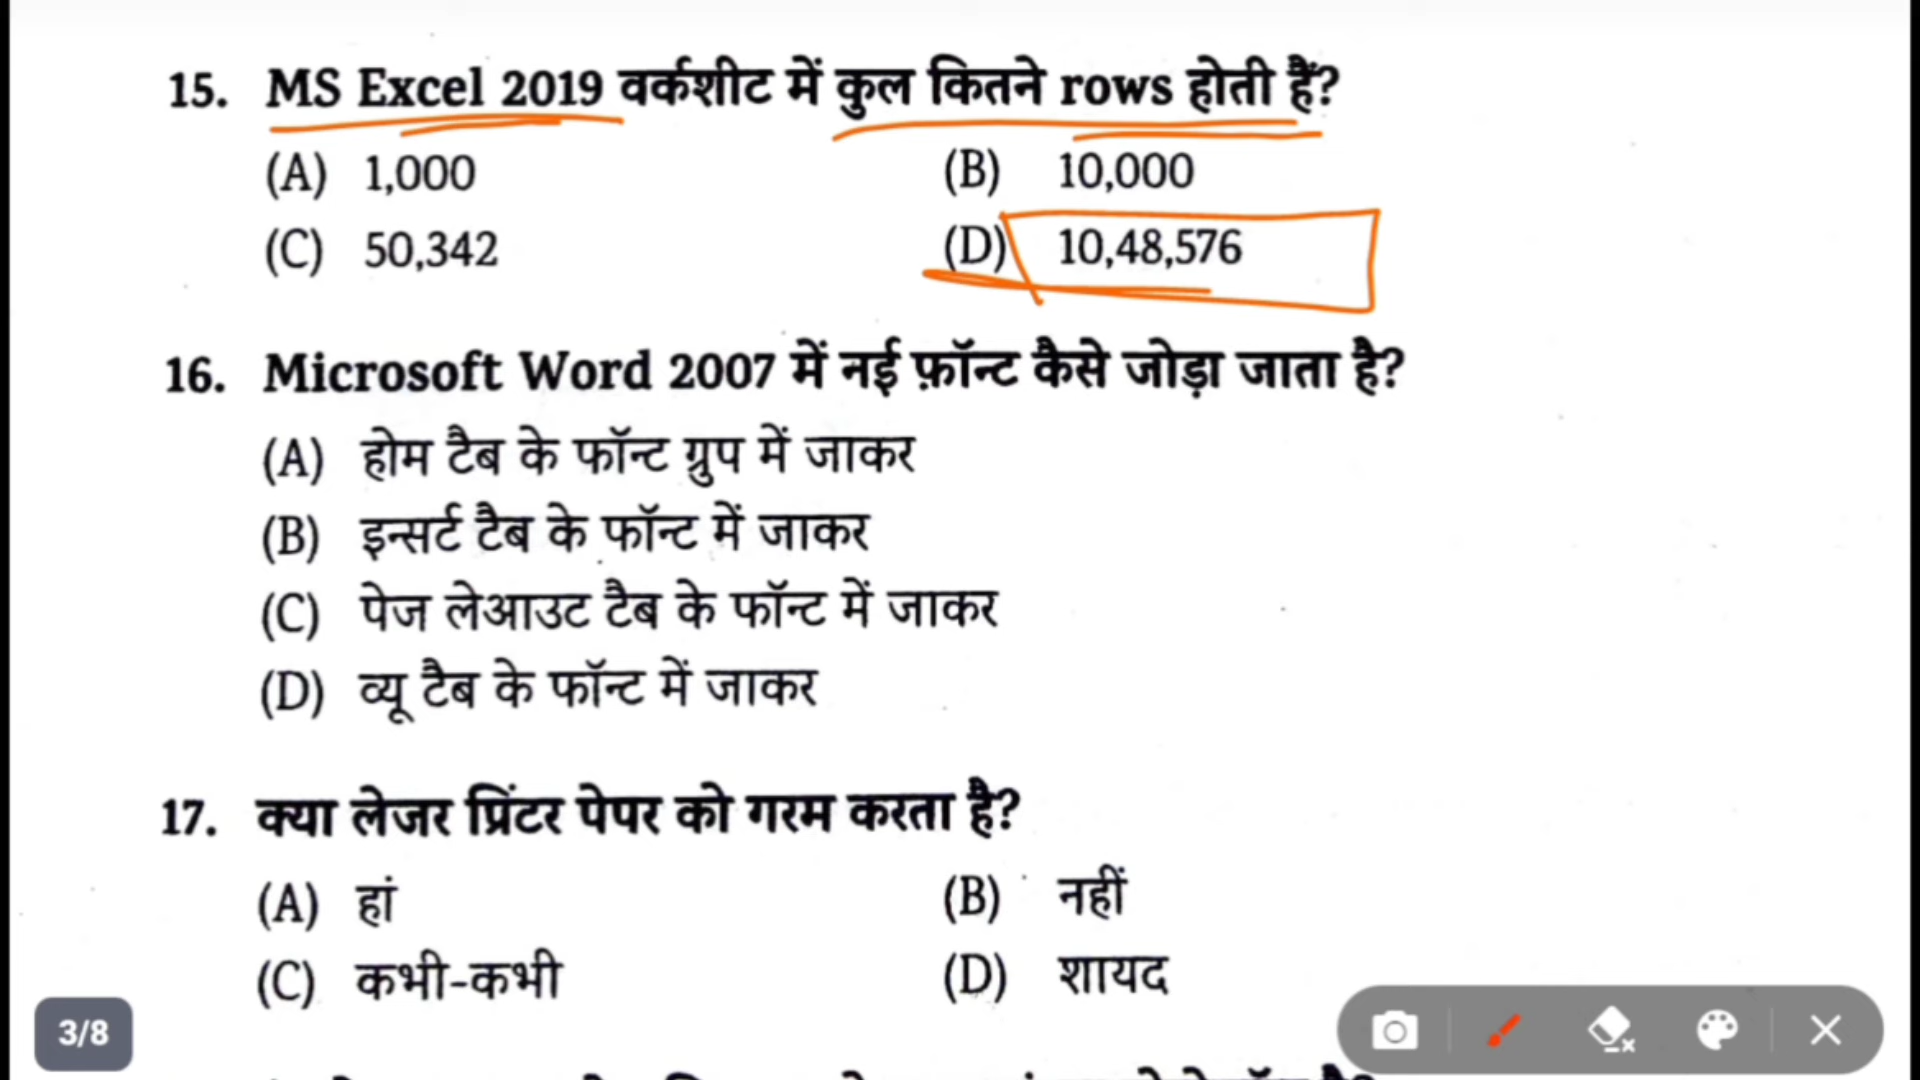 15. MS Excel 2019 वर्कशीट में कुल कितने rows होती हैं?
(A) 1,000 (B) 10,000
(C) 50,342 (D) 10,48,576
16. Microsoft Word 2007 में नई फ़ॉन्ट कैसे जोड़ा जाता है?
(A) होम टैब के फॉन्ट ग्रुप में जाकर
(B) इन्सर्ट टैब के फॉन्ट में जाकर
(C) पेज लेआउट टैब के फॉन्ट में जाकर
(D) व्यू टैब के फॉन्ट में जाकर
17. क्या लेजर प्रिंटर पेपर को गरम करता है?
(A) हां (B) नहीं
(C) कभी-कभी (D) शायद
3/8